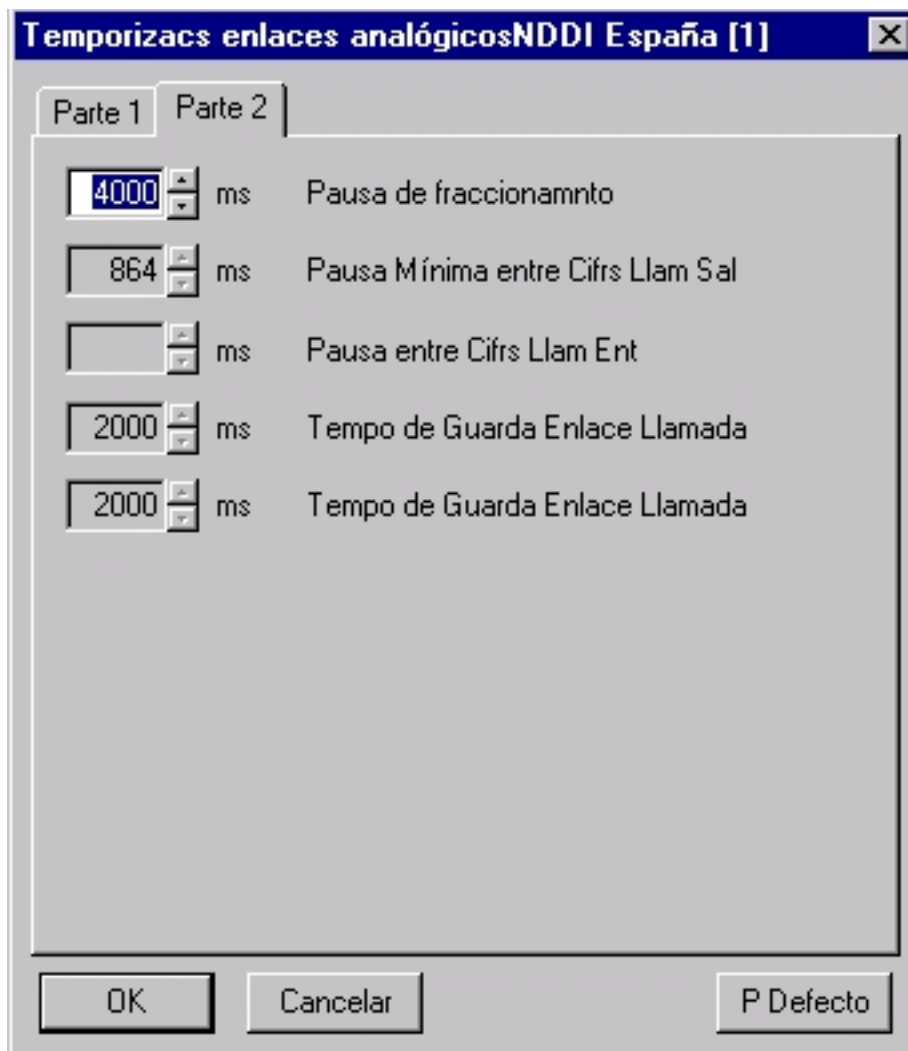 Temporizacs enlaces analógicosNDDI España [1]
Parte 1 Parte 2
4000 ms Pausa de fraccionamnto
864 ms Pausa Mínima entre Cifrs Llam Sal
ms Pausa entre Cifrs Llam Ent
2000 ms Tempo de Guarda Enlace Llamada
2000 ms Tempo de Guarda Enlace Llamada
OK Cancelar P Defecto